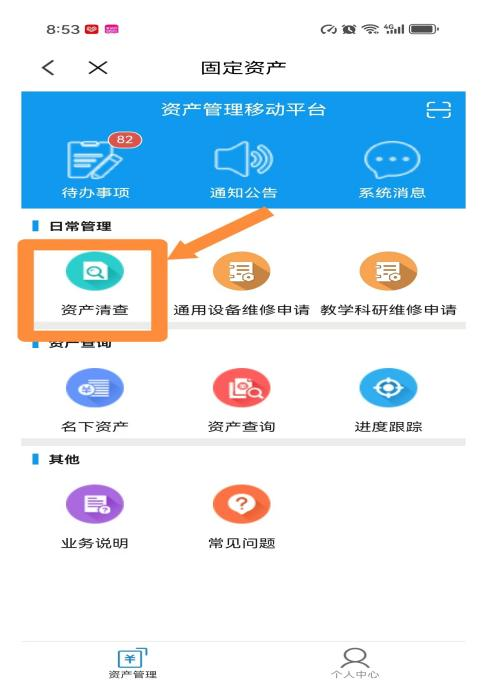 8:53
4G
固定资产
资产管理移动平台
82
待办事项 通知公告 系统消息
日常管理
资产清查 通用设备维修申请 教学科研维修申请
资产查询
名下资产 资产查询 进度跟踪
其他
业务说明 常见问题
资产管理 个人中心